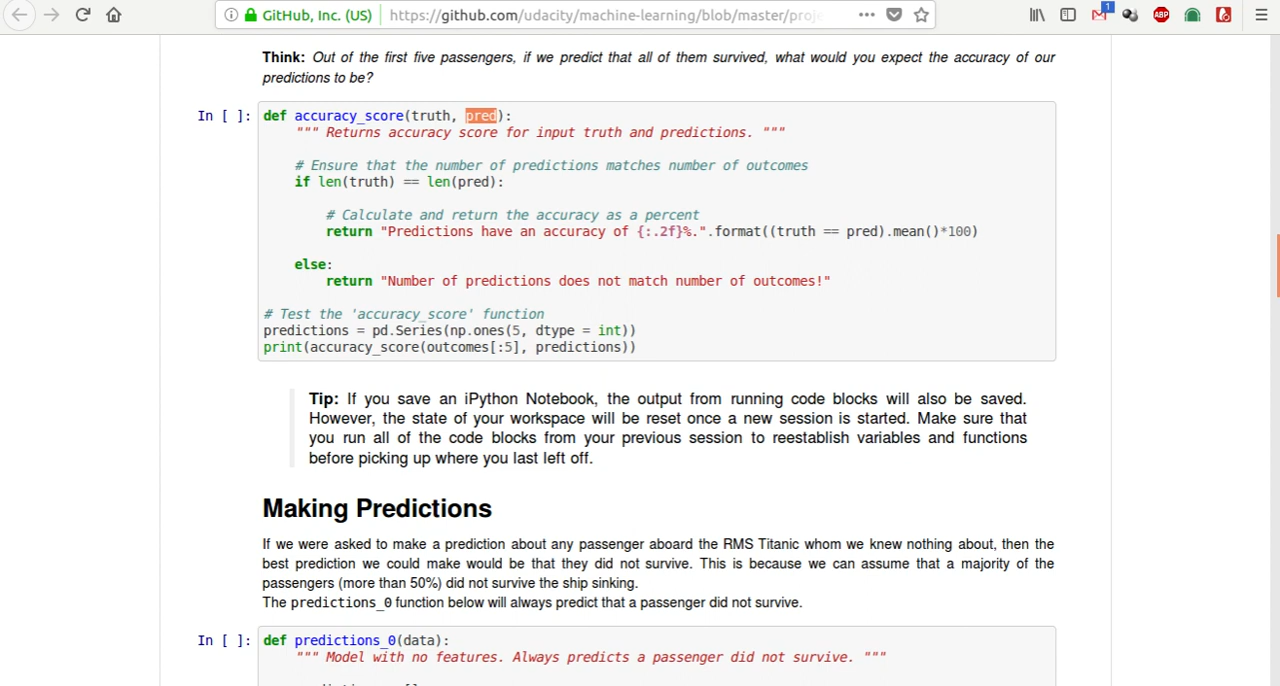 GitHub, Inc. (US) https://github.com/udacity/machine-learning/blob/master/proje
1
ABP
Think: Out of the first five passengers, if we predict that all of them survived, what would you expect the accuracy of our
predictions to be?
In [ ]: def accuracy_score(truth, pred):
""" Returns accuracy score for input truth and predictions. """
# Ensure that the number of predictions matches number of outcomes
if len(truth) == len(pred):
# Calculate and return the accuracy as a percent
return "Predictions have an accuracy of {:.2f}%.".format((truth == pred).mean()*100)
else:
return "Number of predictions does not match number of outcomes!"
# Test the 'accuracy_score' function
predictions = pd.Series(np.ones(5, dtype = int))
print(accuracy_score(outcomes[:5], predictions))
Tip: If you save an iPython Notebook, the output from running code blocks will also be saved.
However, the state of your workspace will be reset once a new session is started. Make sure that
you run all of the code blocks from your previous session to reestablish variables and functions
before picking up where you last left off.
Making Predictions
If we were asked to make a prediction about any passenger aboard the RMS Titanic whom we knew nothing about, then the
best prediction we could make would be that they did not survive. This is because we can assume that a majority of the
passengers (more than 50%) did not survive the ship sinking.
The predictions_0 function below will always predict that a passenger did not survive.
In [ ]: def predictions_0(data):
""" Model with no features. Always predicts a passenger did not survive. """